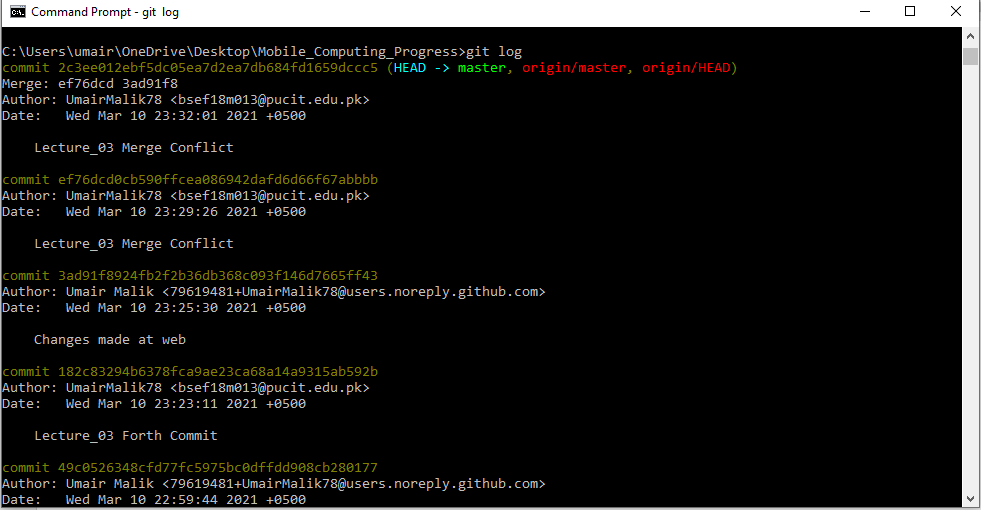 Command Prompt - git log
C:\Users\umair\OneDrive\Desktop\Mobile_Computing_Progress>git log
commit 2c3ee012ebf5dc05ea7d2ea7db684fd1659dccc5 (HEAD -> master, origin/master, origin/HEAD)
Merge: ef76dcd 3ad91f8
Author: UmairMalik78 <bsef18m013@pucit.edu.pk>
Date:   Wed Mar 10 23:32:01 2021 +0500
Lecture_03 Merge Conflict
commit ef76dcd0cb590ffcea086942dafd6d66f67abbbb
Author: UmairMalik78 <bsef18m013@pucit.edu.pk>
Date:   Wed Mar 10 23:29:26 2021 +0500
Lecture_03 Merge Conflict
commit 3ad91f8924fb2f2b36db368c093f146d7665ff43
Author: Umair Malik <79619481+UmairMalik78@users.noreply.github.com>
Date:   Wed Mar 10 23:25:30 2021 +0500
Changes made at web
commit 182c83294b6378fca9ae23ca68a14a9315ab592b
Author: UmairMalik78 <bsef18m013@pucit.edu.pk>
Date:   Wed Mar 10 23:23:11 2021 +0500
Lecture_03 Forth Commit
commit 49c0526348cfd77fc5975bc0dffdd908cb280177
Author: Umair Malik <79619481+UmairMalik78@users.noreply.github.com>
Date:   Wed Mar 10 22:59:44 2021 +0500